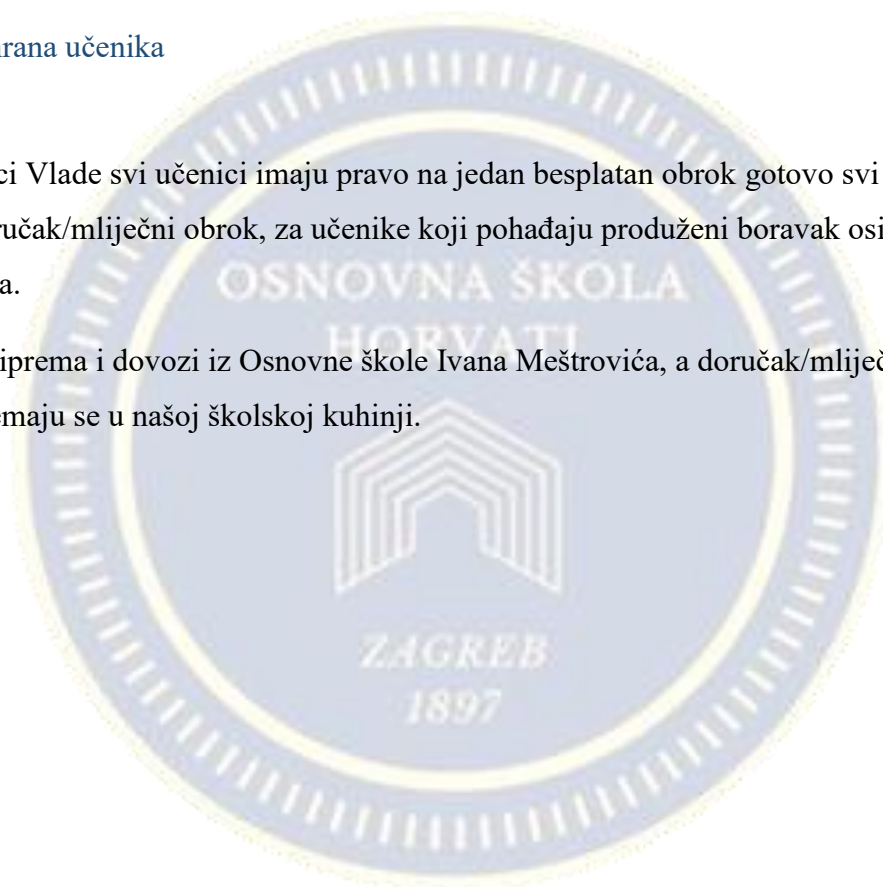 rana učenika
ci Vlade svi učenici imaju pravo na jedan besplatan obrok gotovo svi
ručak/mliječni obrok, za učenike koji pohađaju produženi boravak osi
a.
OSNOVNA ŠKOLA
HORVATI
iprema i dovozi iz Osnovne škole Ivana Meštrovića, a doručak/mliječ
emaju se u našoj školskoj kuhinji.
ZAGREB
1897